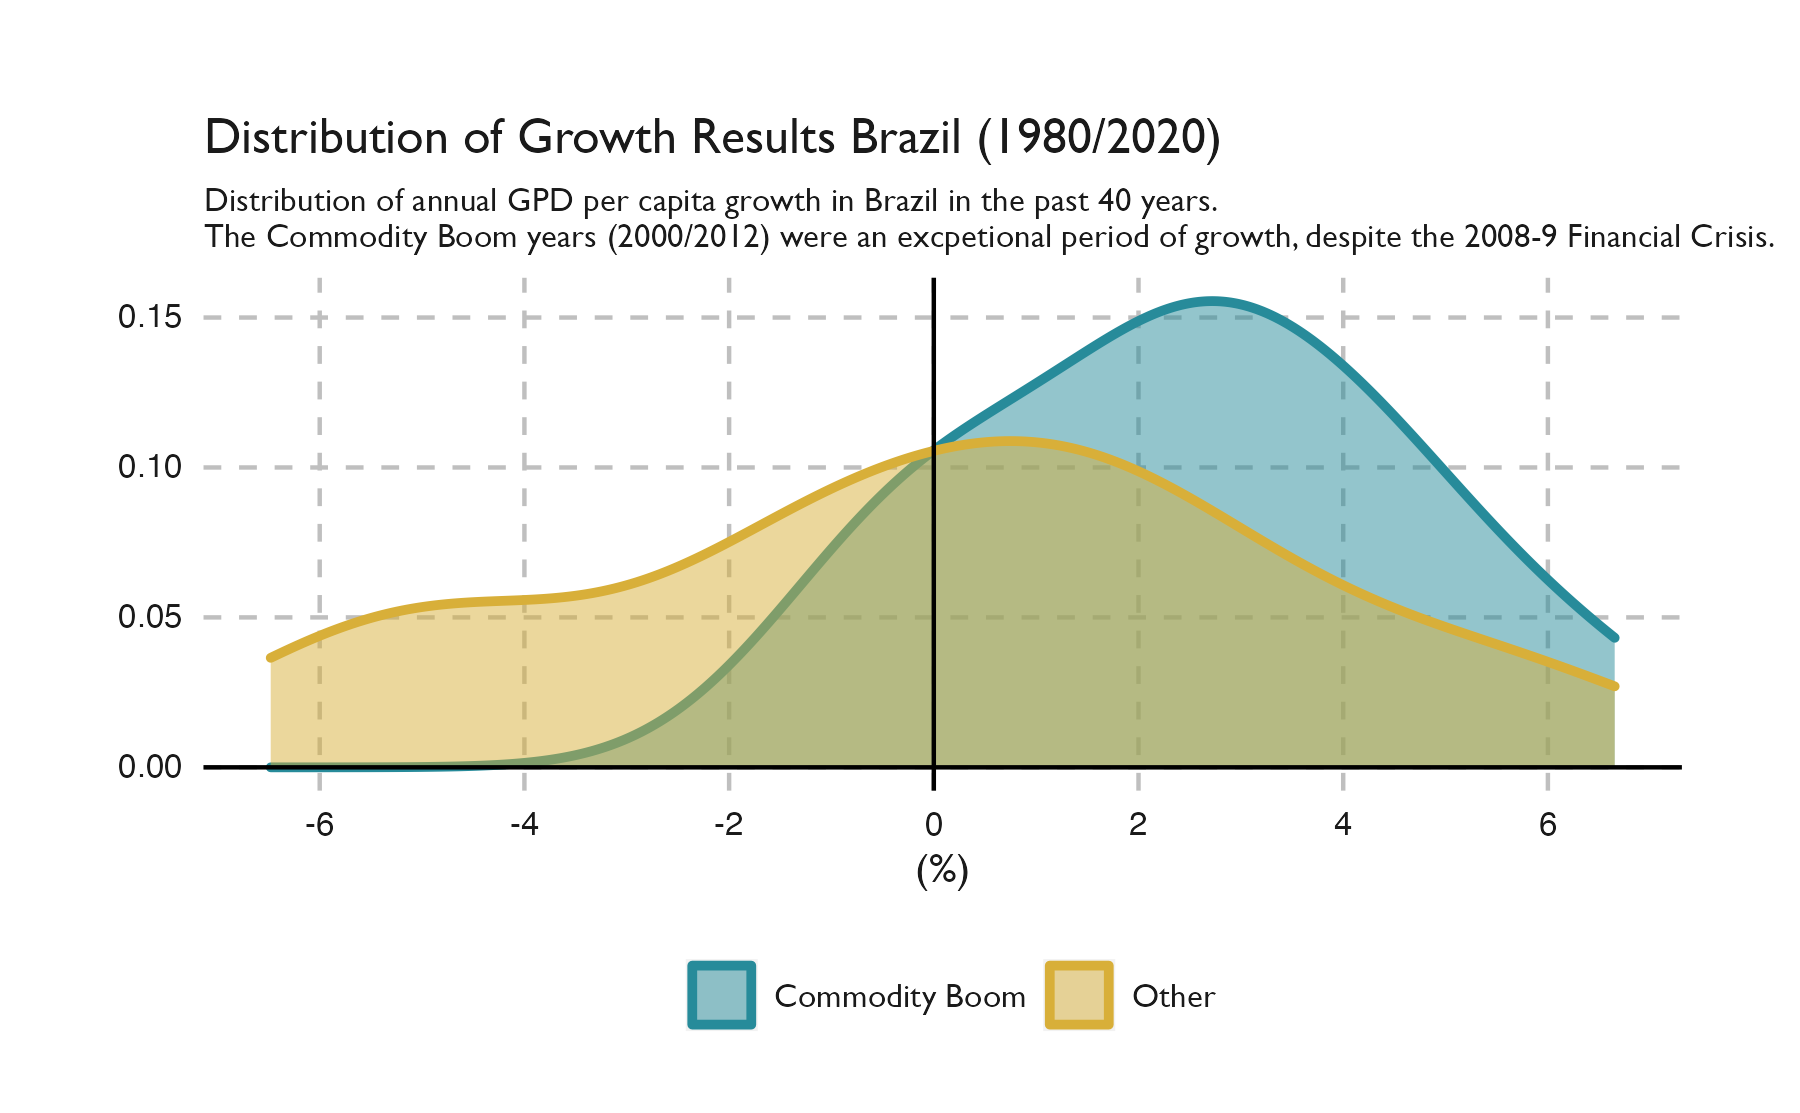 Distribution of Growth Results Brazil (1980/2020)
Distribution of annual GPD per capita growth in Brazil in the past 40 years.
The Commodity Boom years (2000/2012) were an excpetional period of growth, despite the 2008-9 Financial Crisis.
0.15
0.10
0.05
0.00
-6 -4 -2 0 2 4 6
(%)
Commodity Boom Other